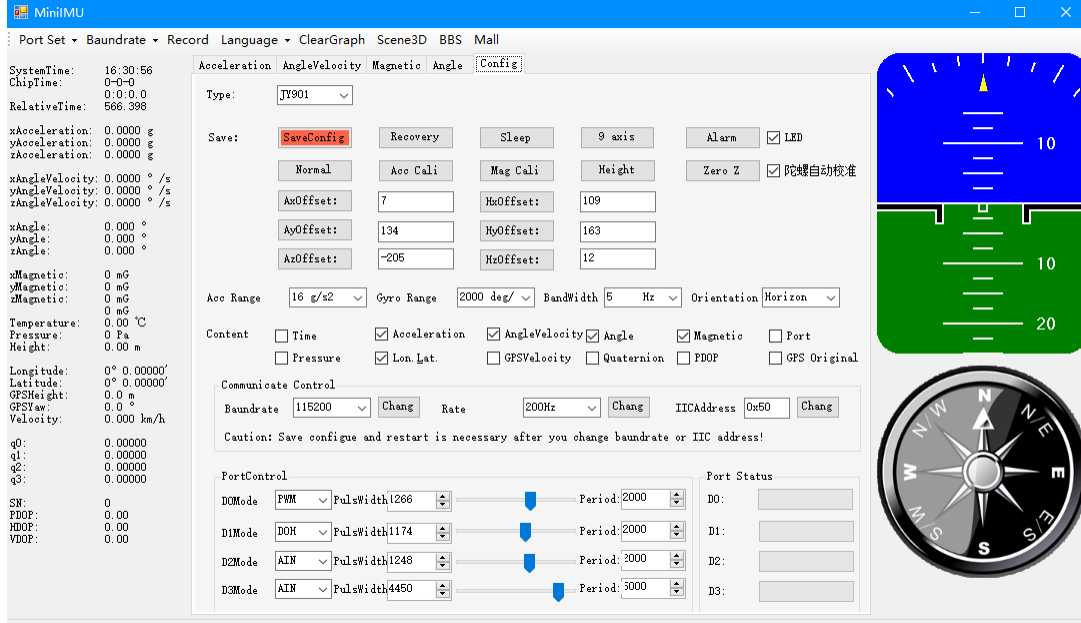 MiniIMU
Port Set Baundrate Record Language ClearGraph Scene3D BBS Mall
SystemTime: 16:30:56
ChipTime: 0-0-0
0:0:0.0
RelativeTime: 566.398
xAcceleration: 0.0000 g
yAcceleration: 0.0000 g
zAcceleration: 0.0000 g
xAngleVelocity: 0.0000 ° /s
yAngleVelocity: 0.0000 ° /s
zAngleVelocity: 0.0000 ° /s
xAngle: 0.000 °
yAngle: 0.000 °
zAngle: 0.000 °
xMagnetic: 0 mG
yMagnetic: 0 mG
zMagnetic: 0 mG
0 mG
Temperature: 0.00 ℃
Pressure: 0 Pa
Height: 0.00 m
Longitude: 0° 0.00000'
Latitude: 0° 0.00000'
GPSHeight: 0.0 m
GPSYaw: 0.0 °
Velocity: 0.000 km/h
q0: 0.00000
q1: 0.00000
q2: 0.00000
q3: 0.00000
SN: 0
PDOP: 0.00
HDOP: 0.00
VDOP: 0.00
Acceleration AngleVelocity Magnetic Angle Config
Type: JY901
Save: SaveConfig Recovery Sleep 9 axis Alarm LED
Normal Acc Cali Mag Cali Height Zero Z 陀螺自动校准
AxOffset: 7 HxOffset: 109
AyOffset: 134 HyOffset: 163
AzOffset: -205 HzOffset: 12
Acc Range 16 g/s2 Gyro Range 2000 deg/ BandWidth 5 Hz Orientation Horizon
Content Time Acceleration AngleVelocity Angle Magnetic Port
Pressure Lon.Lat. GPSVelocity Quaternion PDOP GPS Original
Communicate Control
Baundrate 115200 Chang Rate 200Hz Chang IICAddress 0x50 Chang
Caution: Save configue and restart is necessary after you change baundrate or IIC address!
PortControl
D0Mode PWM PulsWidth 1266 Period: 2000
D1Mode DOH PulsWidth 1174 Period: 2000
D2Mode AIN PulsWidth 1248 Period: 2000
D3Mode AIN PulsWidth 4450 Period: 5000
Port Status
D0:
D1:
D2:
D3:
10
10
20
N
N/E
E
S/E
S
W/S
W
N/W